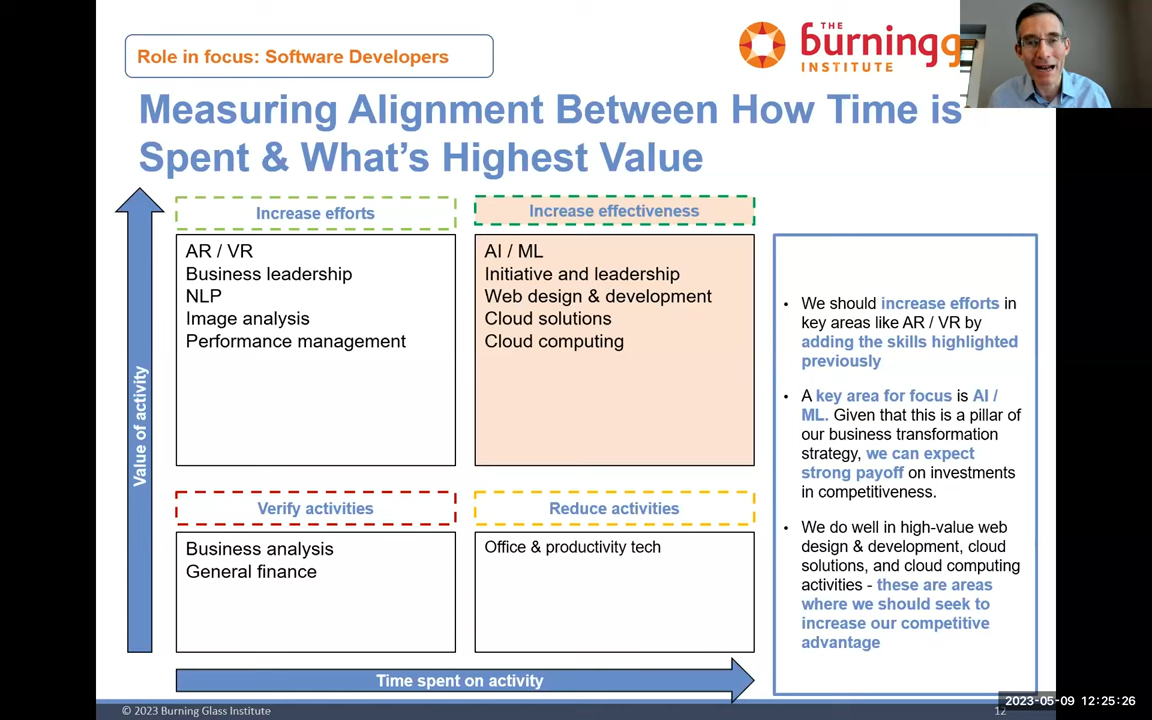 Role in focus: Software Developers
THE
burning g
INSTITUTE
Measuring Alignment Between How Time is
Spent & What's Highest Value
Increase efforts
AR / VR
Business leadership
NLP
Image analysis
Performance management
Increase effectiveness
AI / ML
Initiative and leadership
Web design & development
Cloud solutions
Cloud computing
Value of activity
Verify activities
Business analysis
General finance
Reduce activities
Office & productivity tech
Time spent on activity
• We should increase efforts in
key areas like AR / VR by
adding the skills highlighted
previously
• A key area for focus is AI /
ML. Given that this is a pillar of
our business transformation
strategy, we can expect
strong payoff on investments
in competitiveness.
• We do well in high-value web
design & development, cloud
solutions, and cloud computing
activities - these are areas
where we should seek to
increase our competitive
advantage
2023-05-09 12:25:26
© 2023 Burning Glass Institute
12